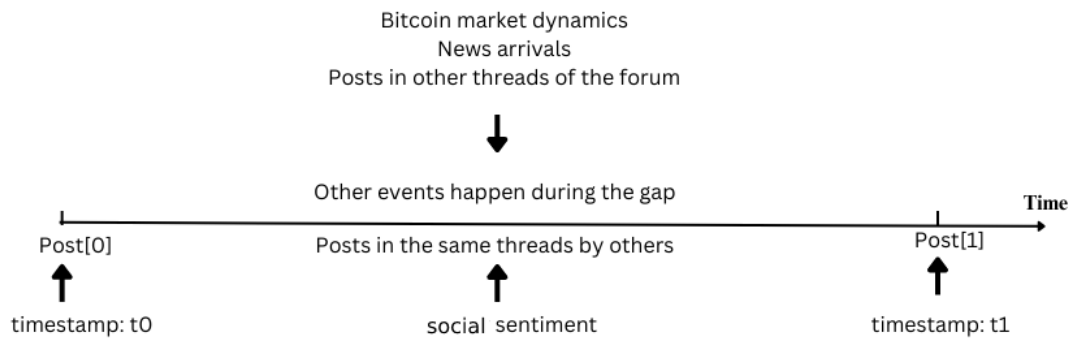 Bitcoin market dynamics
News arrivals
Posts in other threads of the forum
Other events happen during the gap
Time
Post[0]
Posts in the same threads by others
Post[1]
timestamp: t0
social sentiment
timestamp: t1